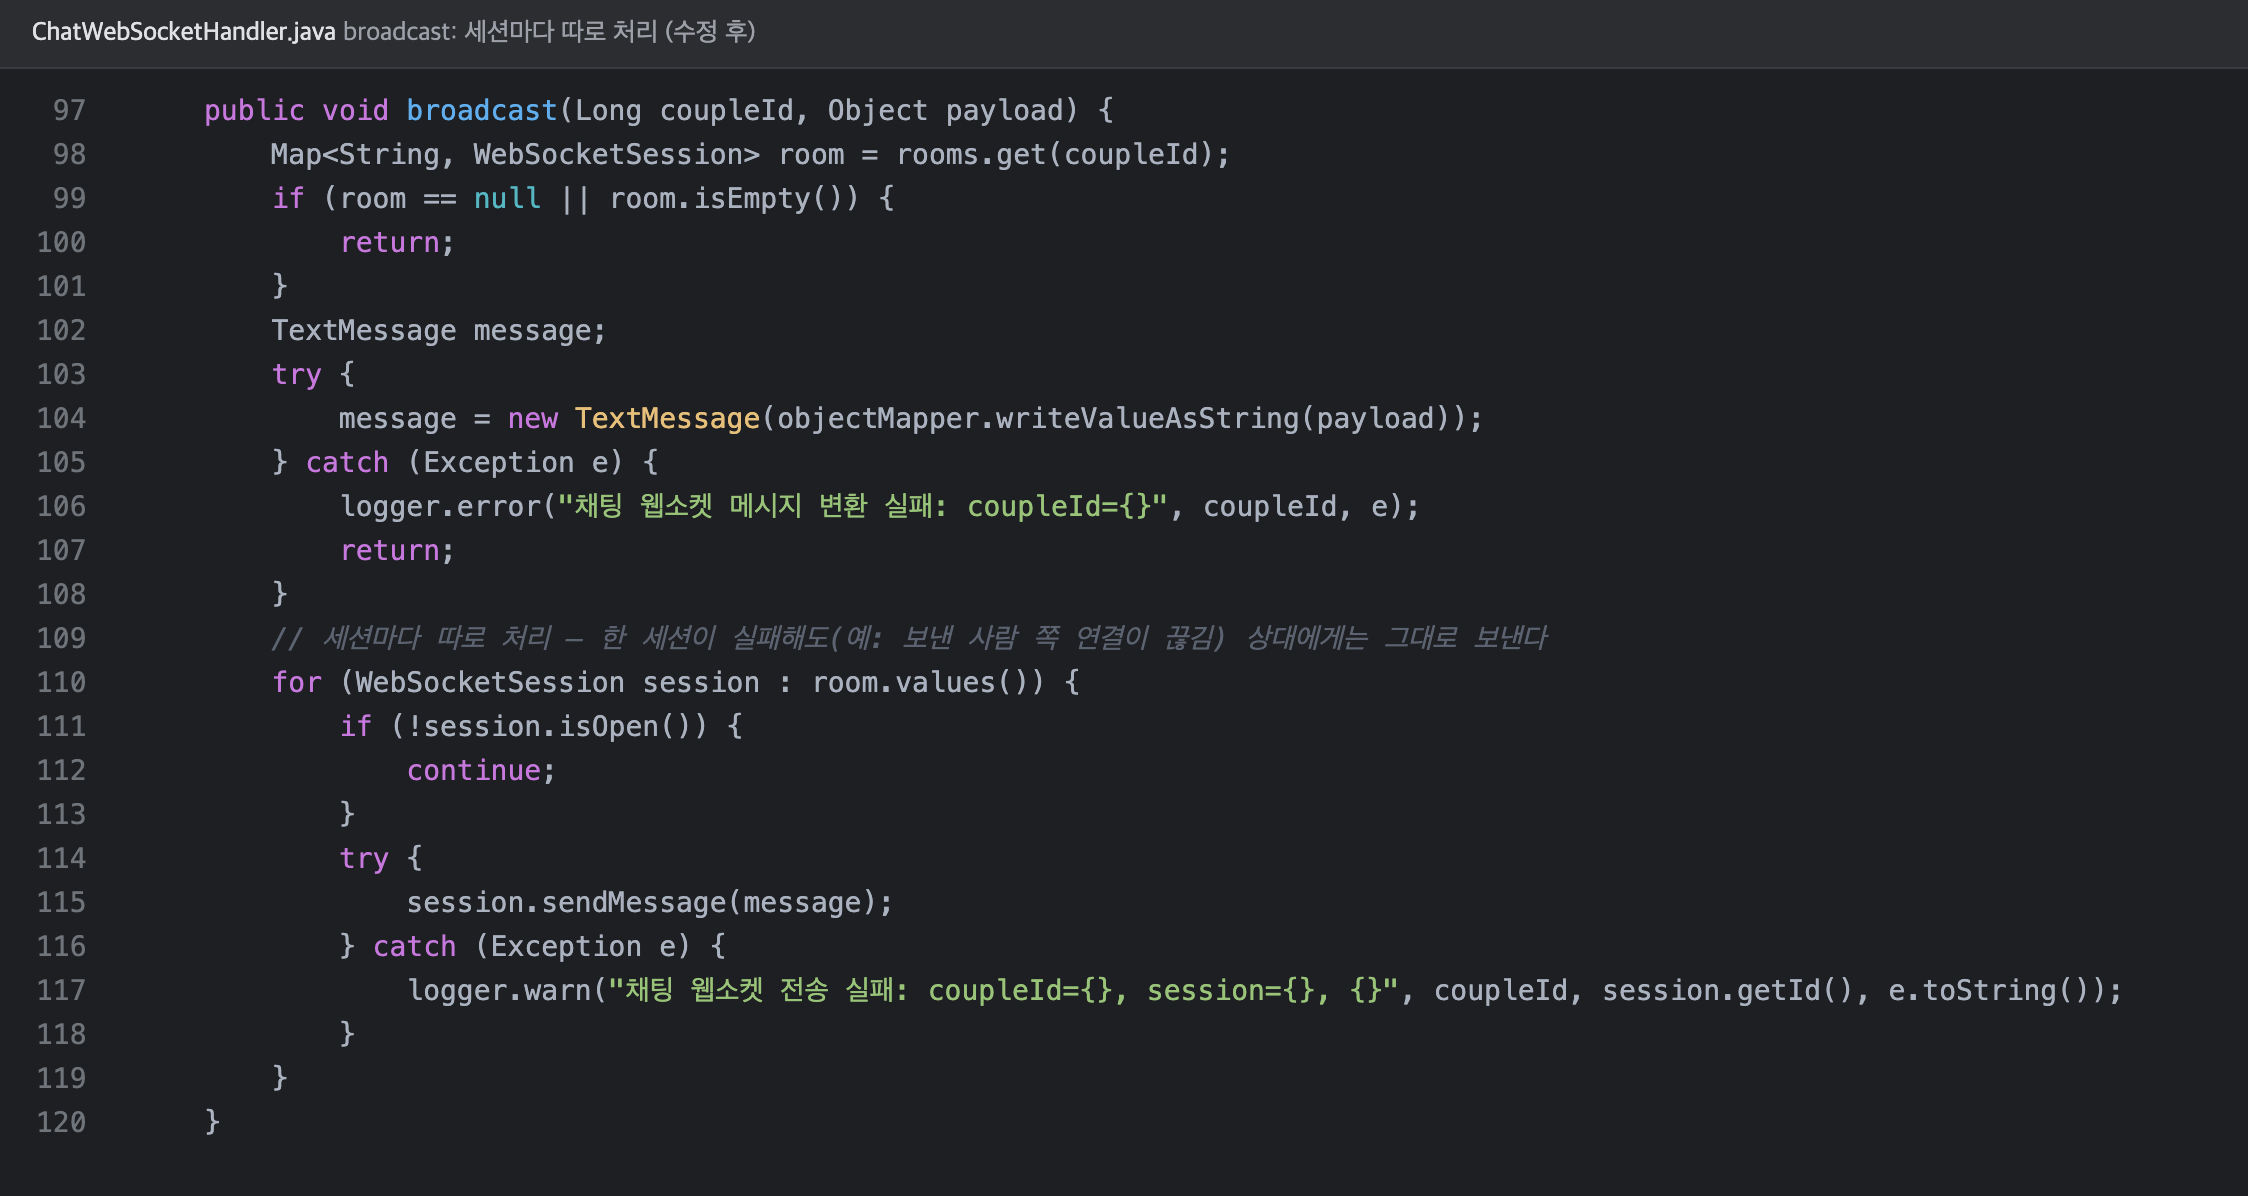 ChatWebSocketHandler.java broadcast: 세션마다 따로 처리 (수정 후)
97 public void broadcast(Long coupleId, Object payload) {
98 Map<String, WebSocketSession> room = rooms.get(coupleId);
99 if (room == null || room.isEmpty()) {
100 return;
101 }
102 TextMessage message;
103 try {
104 message = new TextMessage(objectMapper.writeValueAsString(payload));
105 } catch (Exception e) {
106 logger.error("채팅 웹소켓 메시지 변환 실패: coupleId={}", coupleId, e);
107 return;
108 }
109 // 세션마다 따로 처리 — 한 세션이 실패해도(예: 보낸 사람 쪽 연결이 끊김) 상대에게는 그대로 보낸다
110 for (WebSocketSession session : room.values()) {
111 if (!session.isOpen()) {
112 continue;
113 }
114 try {
115 session.sendMessage(message);
116 } catch (Exception e) {
117 logger.warn("채팅 웹소켓 전송 실패: coupleId={}, session={}, {}", coupleId, session.getId(), e.toString());
118 }
119 }
120 }